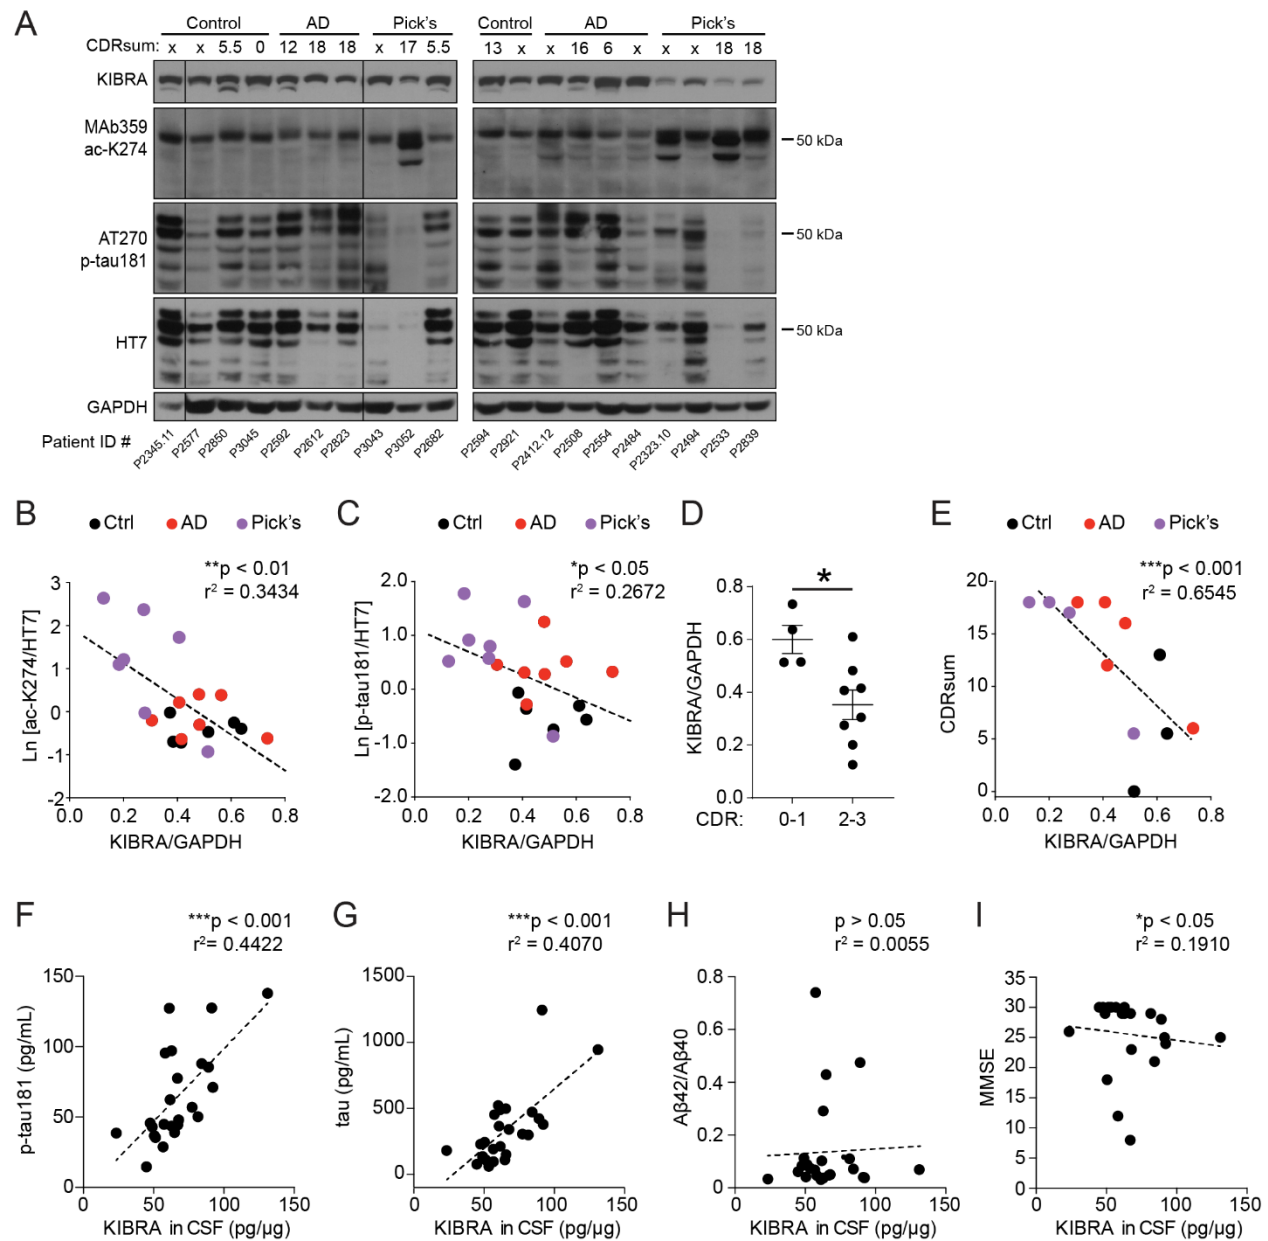 A
Control AD Pick's Control AD Pick's
CDRsum: x x 5.5 0 12 18 18 x 17 5.5 13 x x 16 6 x x x 18 18
KIBRA
MAb359
ac-K274
50 kDa
AT270
p-tau181
50 kDa
HT7
50 kDa
GAPDH
Patient ID # P2345.11 P2577 P2850 P3045 P2592 P2612 P2823 P3043 P3052 P2682 P2594 P2921 P2412.12 P2508 P2554 P2484 P2323.10 P2494 P2533 P2839
B
Ctrl AD Pick's
**p < 0.01
r² = 0.3434
Ln [ac-K274/HT7]
3
2
1
0
-1
-2
0.0 0.2 0.4 0.6 0.8
KIBRA/GAPDH
C
Ctrl AD Pick's
*p < 0.05
r² = 0.2672
Ln [p-tau181/HT7]
2.0
1.0
0.0
-1.0
-2.0
0.0 0.2 0.4 0.6 0.8
KIBRA/GAPDH
D
*
KIBRA/GAPDH
0.8
0.6
0.4
0.2
0.0
CDR: 0-1 2-3
E
Ctrl AD Pick's
***p < 0.001
r² = 0.6545
CDRsum
20
15
10
5
0
0.0 0.2 0.4 0.6 0.8
KIBRA/GAPDH
F
***p < 0.001
r²= 0.4422
p-tau181 (pg/mL)
150
100
50
0
0 50 100 150
KIBRA in CSF (pg/µg)
G
***p < 0.001
r² = 0.4070
tau (pg/mL)
1500
1000
500
0
0 50 100 150
KIBRA in CSF (pg/µg)
H
p > 0.05
r² = 0.0055
Aβ42/Aβ40
0.8
0.6
0.4
0.2
0
0 50 100 150
KIBRA in CSF (pg/µg)
I
*p < 0.05
r² = 0.1910
MMSE
35
30
25
20
15
10
5
0
0 50 100 150
KIBRA in CSF (pg/µg)